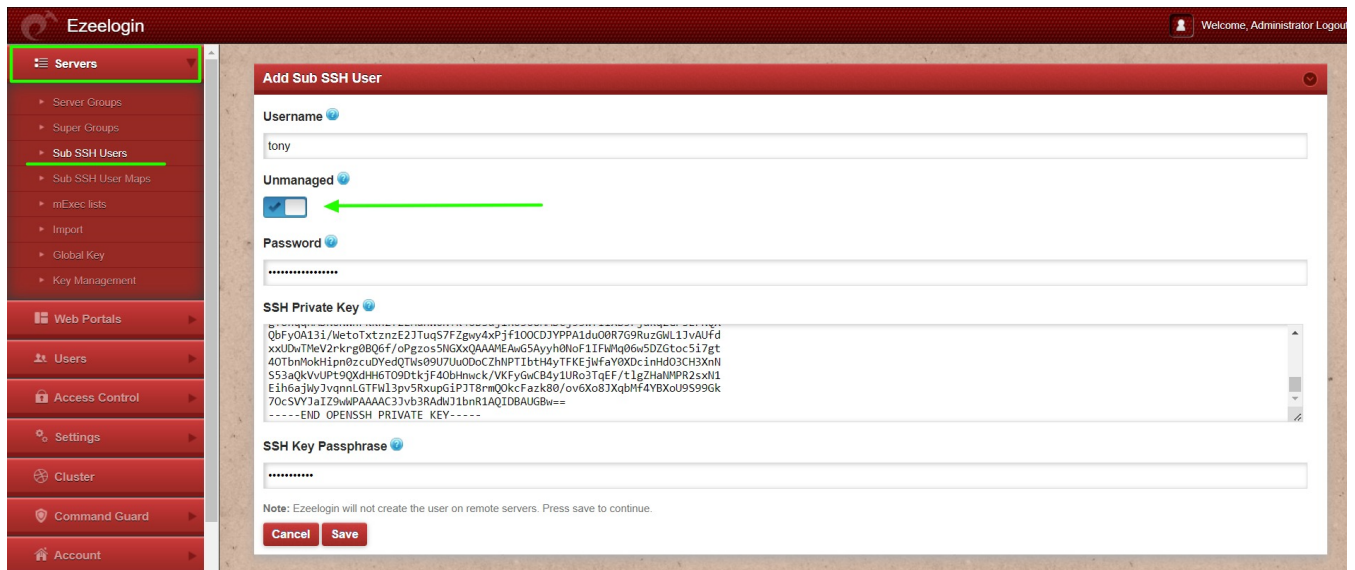 Ezeelogin
Welcome, Administrator Logout
Servers
Server Groups
Super Groups
Sub SSH Users
Sub SSH User Maps
mExec lists
Import
Global Key
Key Management
Web Portals
Users
Access Control
Settings
Cluster
Command Guard
Account
Add Sub SSH User
Username
tony
Unmanaged
Password
•••••••••••••••••
SSH Private Key
QbFyOA13i/WetoTxtznzE2JTuqS7FZgwy4xPjf1OOCDJYPPA1duO0R7G9RuzGWL1JvAUfd
xxUDwTMeV2rkrg0BQ6f/oPgzos5NGXxQAAAMEAwG5Ayyh0NoF1IFWMq06w5DZGtoc5i7gt
4OTbnMokHipn0zcuDYedQTWs09U7UuODoCZhNPTIbtH4yTFKEjWfaY0XDcinHdO3CH3XnN
S53aQkVvUPt9QXdHH6TO9DtkjF4ObHnwck/VKFyGwCB4y1URo3TqEF/tlgZHaNMPR2sxN1
Eih6ajWyJvqnnLGTFWl3pv5RxupGiPJT8rmQOkcFazk80/ov6Xo8JXqbMf4YBXoU9S99Gk
7OcSVYJaIZ9wWPAAAAC3Jvb3RAdWJ1bnR1AQIDBAUGBw==
-----END OPENSSH PRIVATE KEY-----
SSH Key Passphrase
•••••••••••
Note: Ezeelogin will not create the user on remote servers. Press save to continue.
Cancel Save